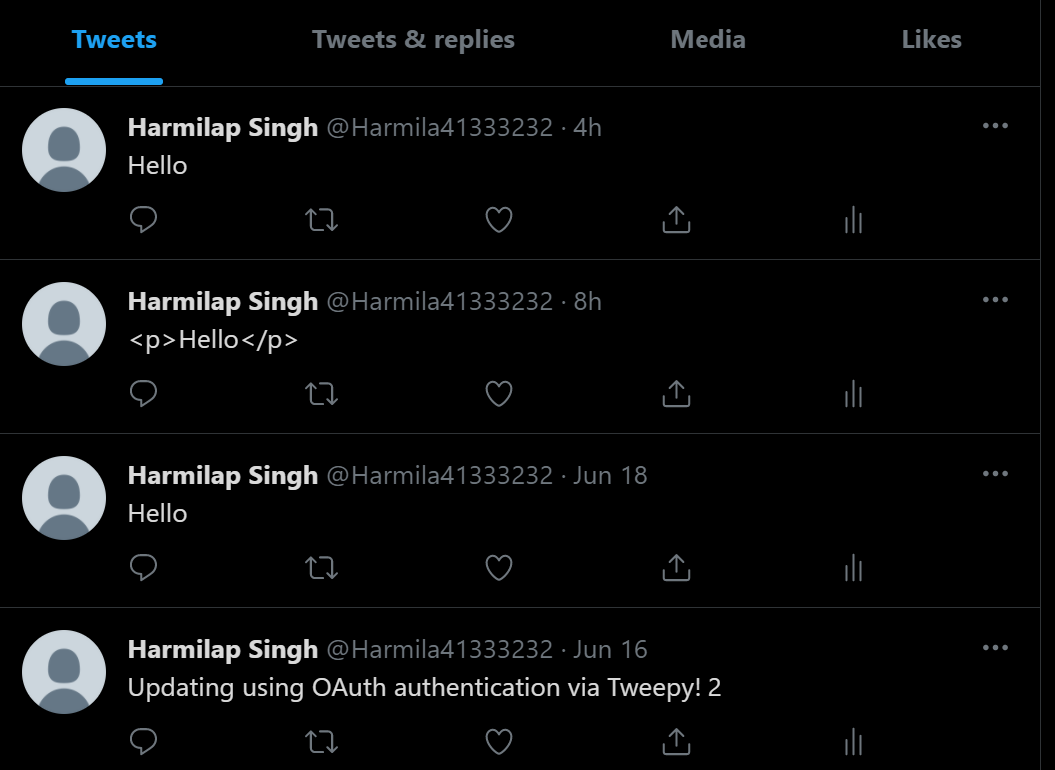 Tweets Tweets & replies Media Likes
Harmilap Singh @Harmila41333232 · 4h
Hello
Harmilap Singh @Harmila41333232 · 8h
<p>Hello</p>
Harmilap Singh @Harmila41333232 · Jun 18
Hello
Harmilap Singh @Harmila41333232 · Jun 16
Updating using OAuth authentication via Tweepy! 2